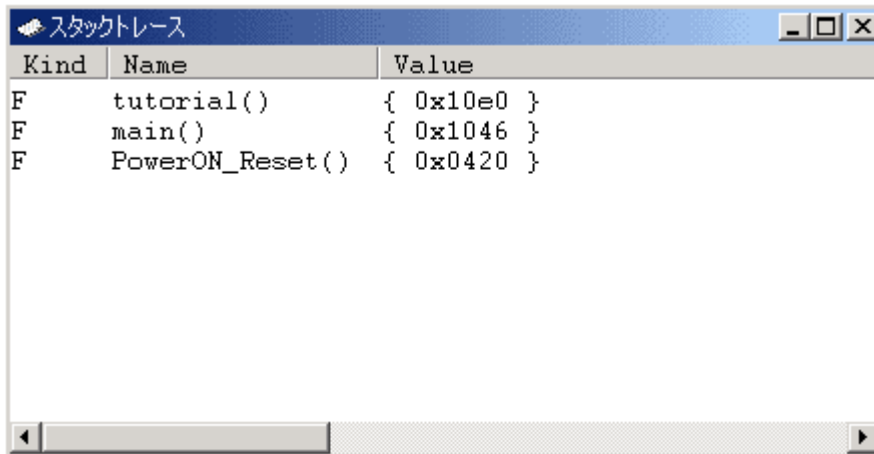 スタックトレース
Kind Name Value
F tutorial() { 0x10e0 }
F main() { 0x1046 }
F PowerON_Reset() { 0x0420 }